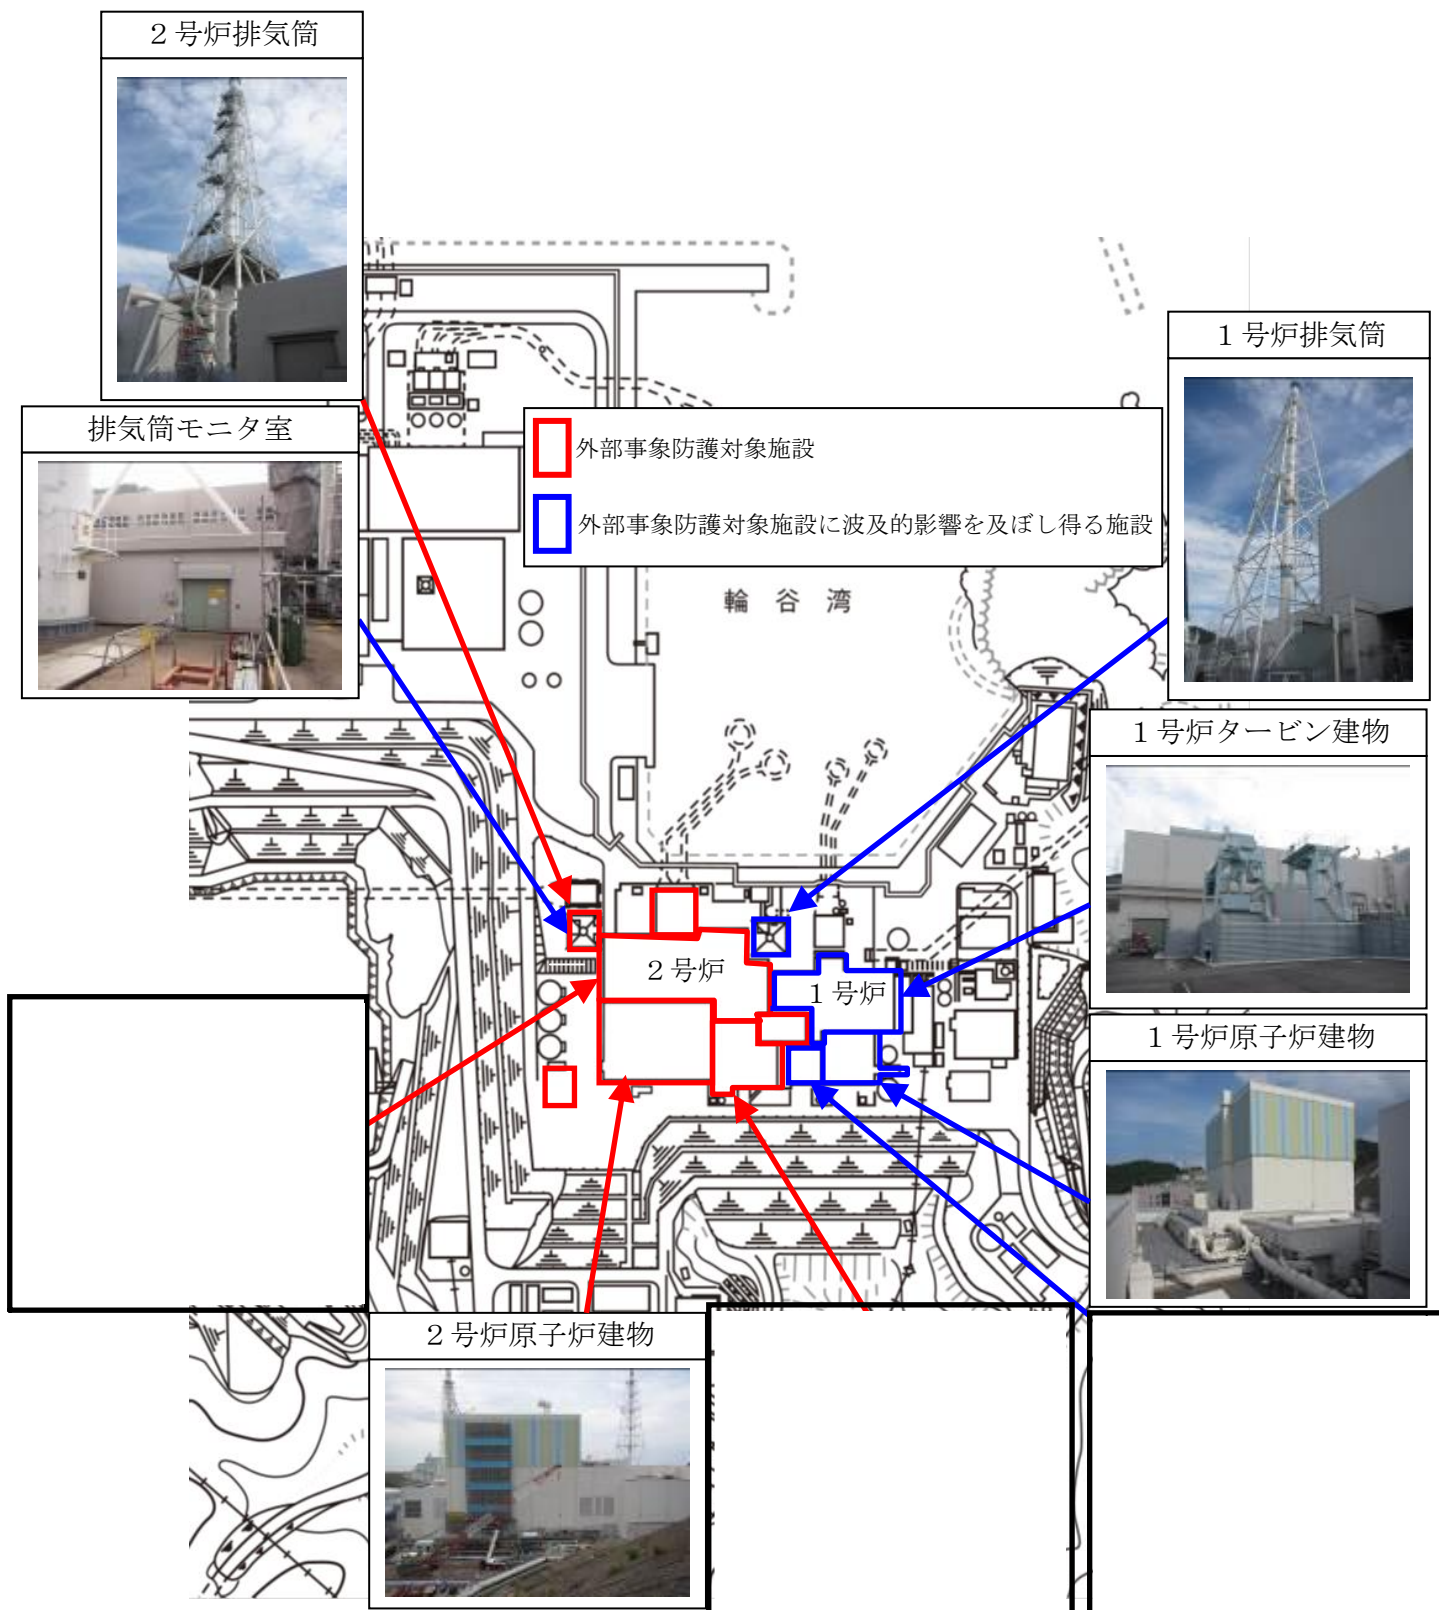 ２号炉排気筒
１号炉排気筒
排気筒モニタ室
外部事象防護対象施設
外部事象防護対象施設に波及的影響を及ぼし得る施設
輪谷湾
１号炉タービン建物
２号炉
１号炉
１号炉原子炉建物
２号炉原子炉建物